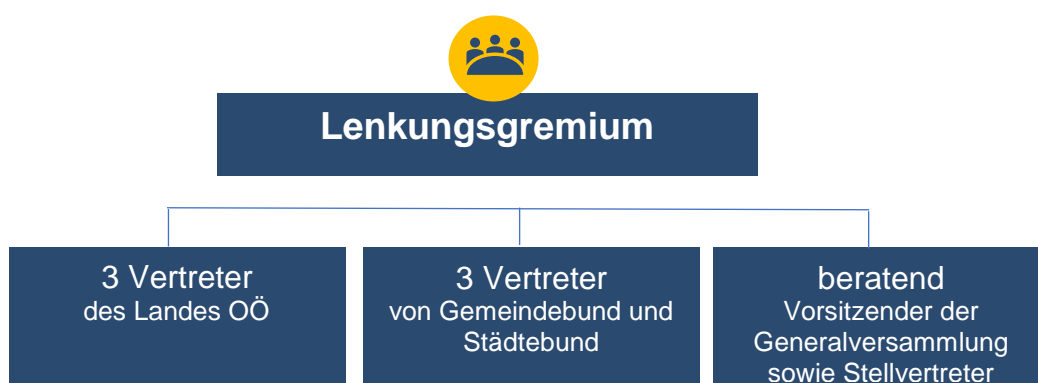 Lenkungsgremium
3 Vertreter
des Landes OÖ
3 Vertreter
von Gemeindebund und
Städtebund
beratend
Vorsitzender der
Generalversammlung
sowie Stellvertreter